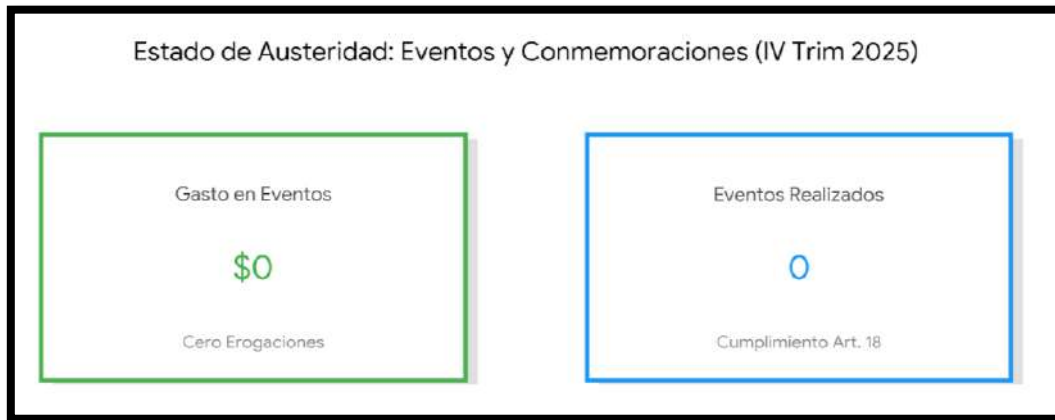 Estado de Austeridad: Eventos y Conmemoraciones (IV Trim 2025)
Gasto en Eventos
$0
Cero Erogaciones
Eventos Realizados
0
Cumplimiento Art. 18